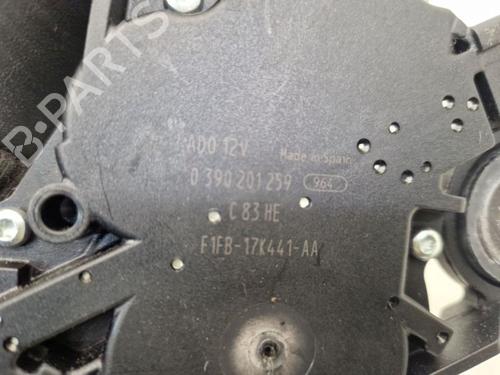 B-PARTS
ADO 12V
Made in Spain
0 390 201 259 964
C 83 HE
F1FB-17K441-AA